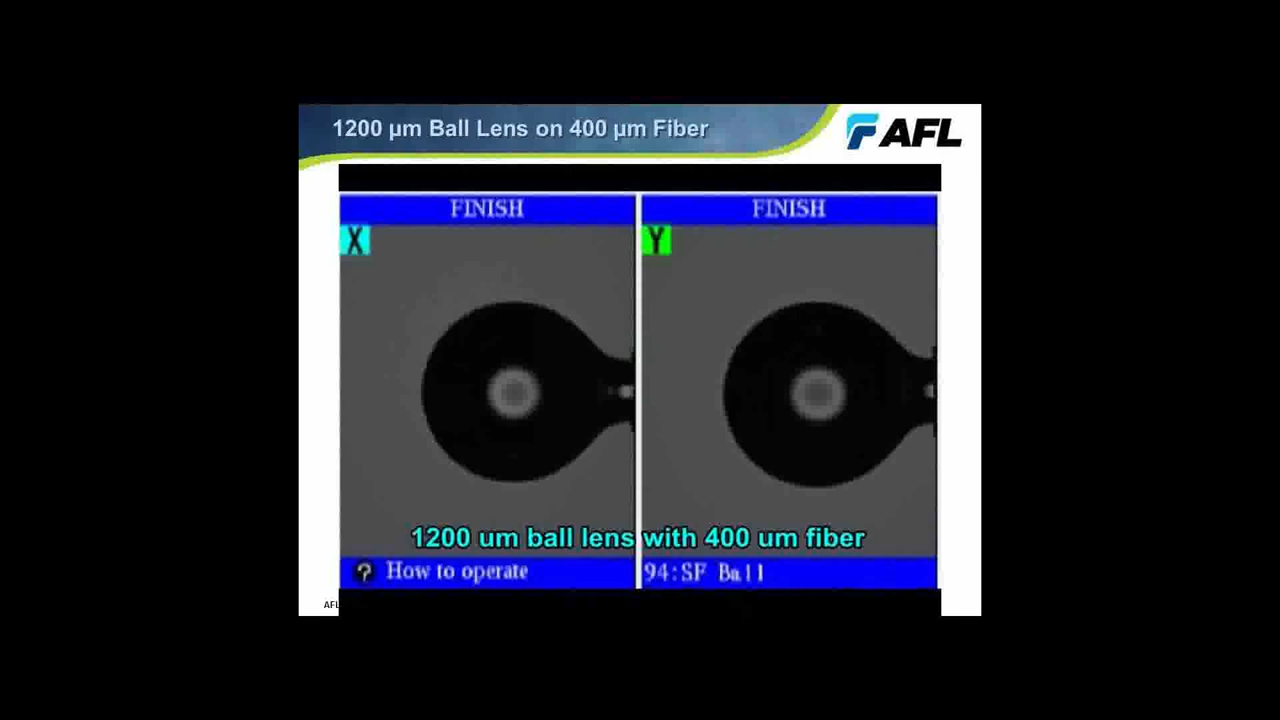 1200 µm Ball Lens on 400 µm Fiber
AFL
FINISH
FINISH
X
Y
1200 um ball lens with 400 um fiber
? How to operate
94:SF Ball
AFL